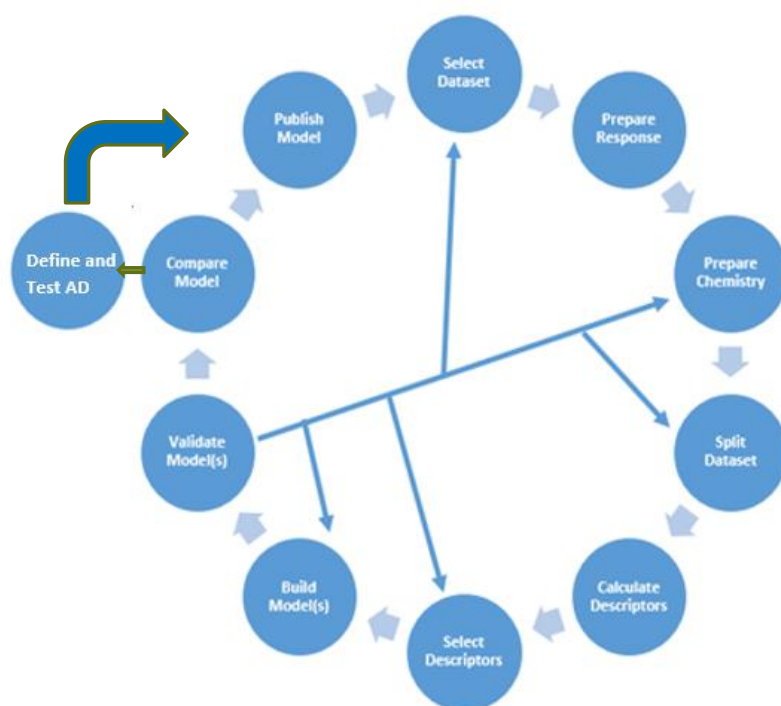 Select
Dataset
Publish
Model
Prepare
Response
Define and
Test AD
Compare
Model
Prepare
Chemistry
Validate
Model(s)
Split
Dataset
Build
Model(s)
Calculate
Descriptors
Select
Descriptors